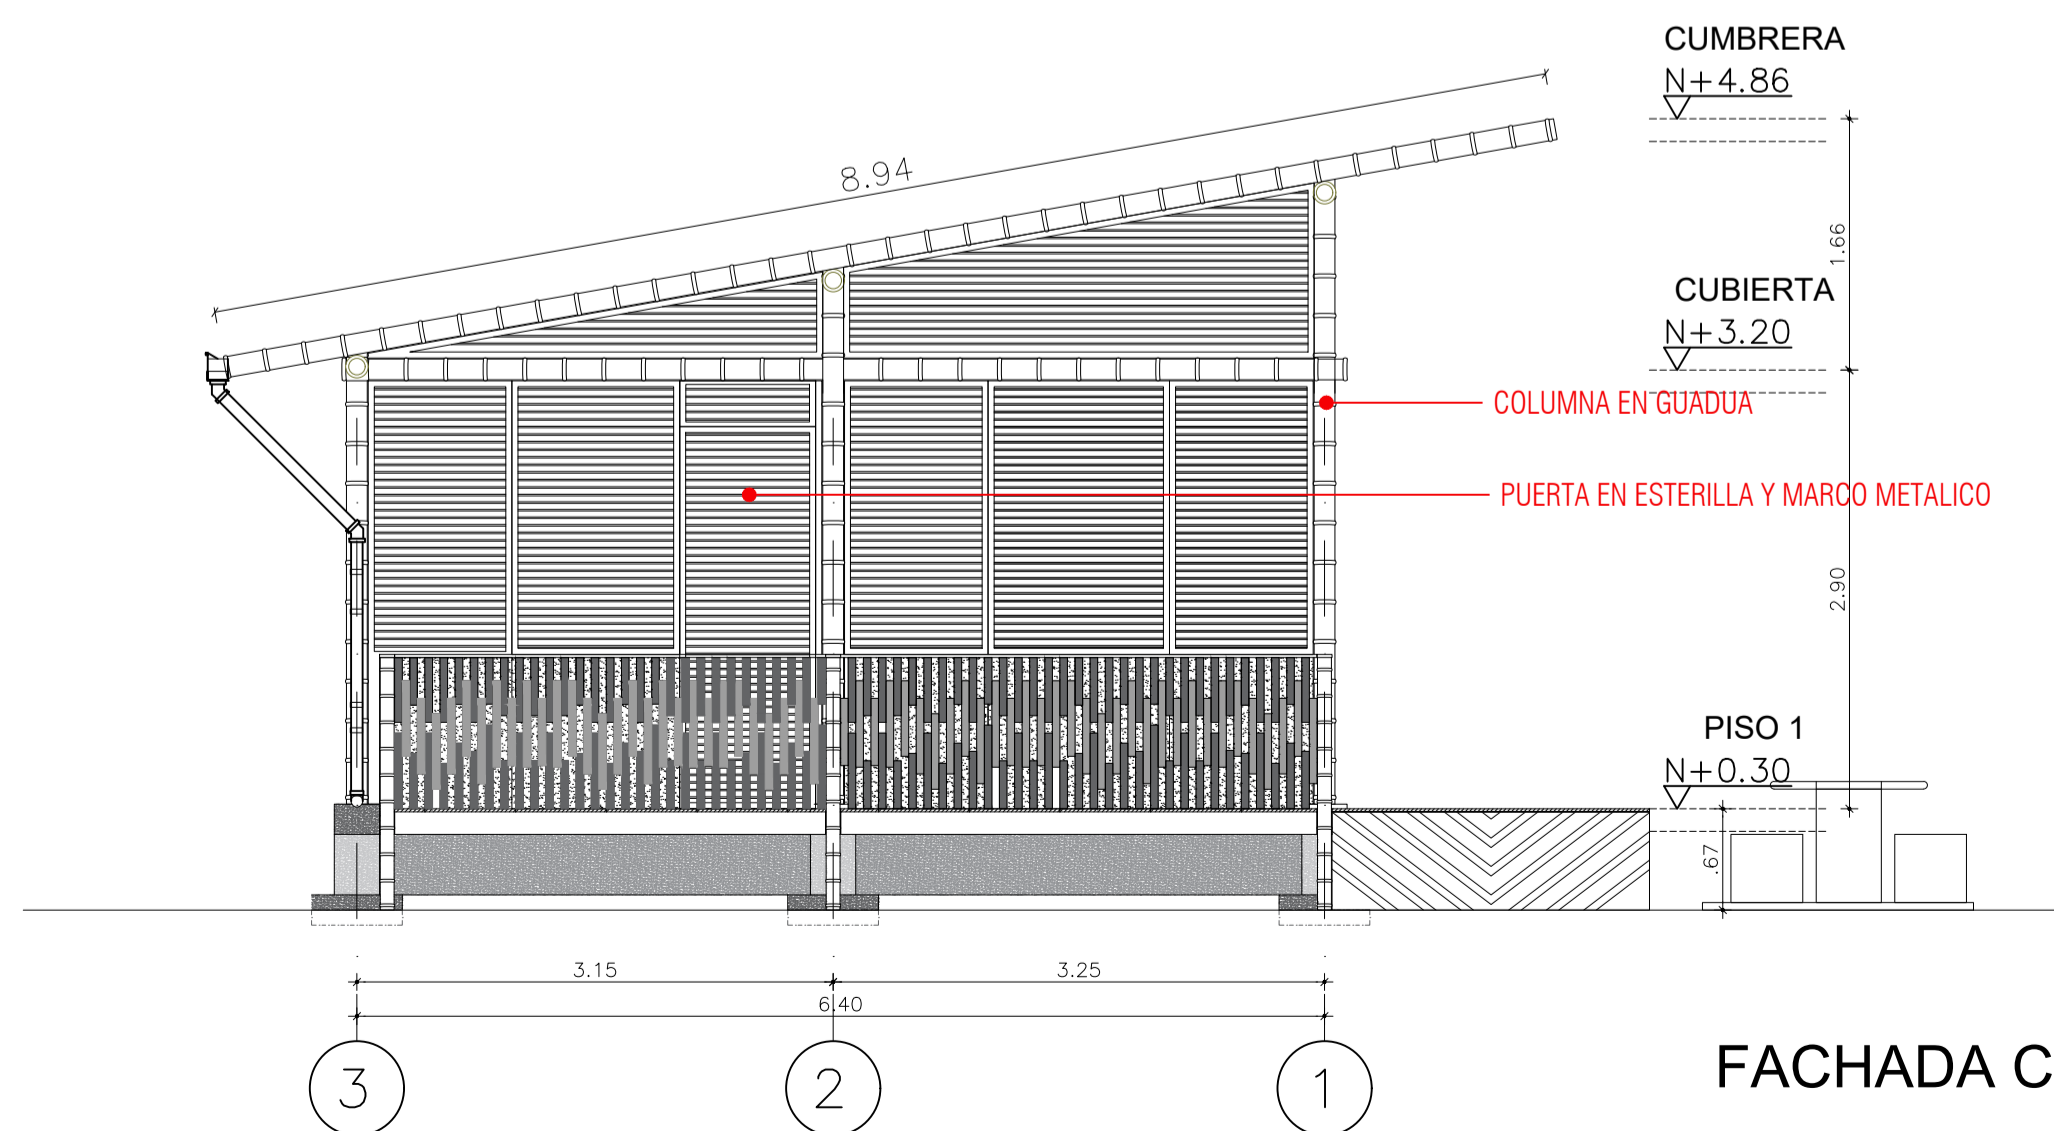 CUMBRERA
N+4.86
8.94
1.66
CUBIERTA
N+3.20
COLUMNA EN GUADUA
PUERTA EN ESTERILLA Y MARCO METALICO
2.90
PISO 1
N+0.30
.67
3.15
3.25
6.40
3
2
1
FACHADA C